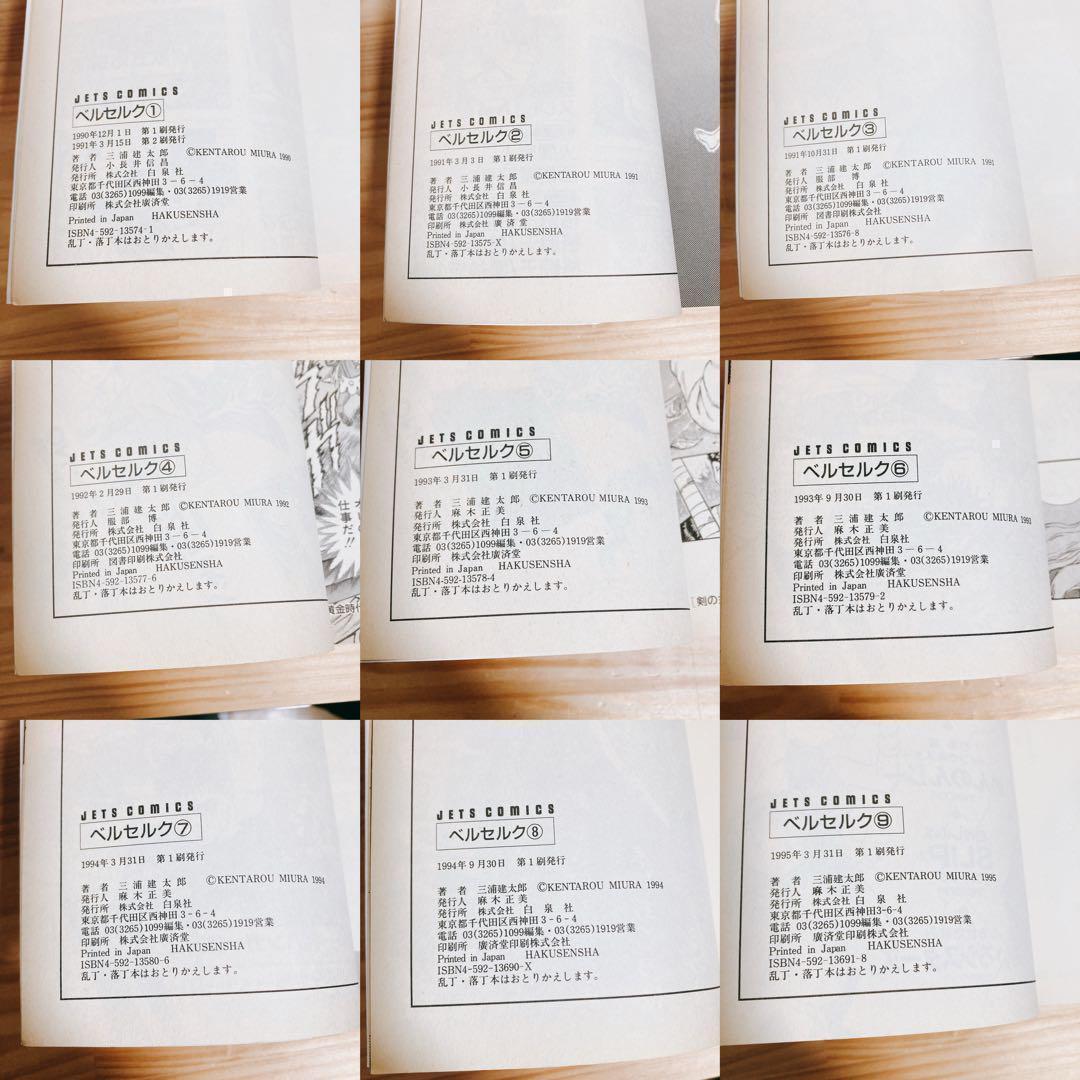 JETS COMICS
ベルセルク①
1990年12月1日 第1刷発行
1991年3月15日 第2刷発行
著者 三浦建太郎 ©KENTAROU MIURA 1990
発行人 小長井信昌
発行所 株式会社 白泉社
東京都千代田区西神田3-6-4
電話 03(3265)1099編集・03(3265)1919営業
印刷所 株式会社廣済堂
Printed in Japan HAKUSENSHA
ISBN4-592-13574-1
乱丁・落丁本はおとりかえします。
JETS COMICS
ベルセルク②
1991年3月3日 第1刷発行
著者 三浦建太郎 ©KENTAROU MIURA 1991
発行人 小長井信昌
発行所 株式会社 白泉社
東京都千代田区西神田3-6-4
電話 03(3265)1099編集・03(3265)1919営業
印刷所 株式会社 廣済堂
Printed in Japan HAKUSENSHA
ISBN4-592-13575-X
乱丁・落丁本はおとりかえします。
JETS COMICS
ベルセルク③
1991年10月31日 第1刷発行
著者 三浦建太郎 ©KENTAROU MIURA 1991
発行人 服部 博
発行所 株式会社 白泉社
東京都千代田区西神田3-6-4
電話 03(3265)1099編集・03(3265)1919営業
印刷所 図書印刷株式会社
Printed in Japan HAKUSENSHA
ISBN4-592-13576-8
乱丁・落丁本はおとりかえします。
JETS COMICS
ベルセルク④
1992年2月29日 第1刷発行
著者 三浦建太郎 ©KENTAROU MIURA 1992
発行人 服部 博
発行所 株式会社 白泉社
東京都千代田区西神田3-6-4
電話 03(3265)1099編集・03(3265)1919営業
印刷所 図書印刷株式会社
Printed in Japan HAKUSENSHA
ISBN4-592-13577-6
乱丁・落丁本はおとりかえします。
仕事だ!!
黄金時代
JETS COMICS
ベルセルク⑤
1993年3月31日 第1刷発行
著者 三浦建太郎 ©KENTAROU MIURA 1993
発行人 麻木正美
発行所 株式会社 白泉社
東京都千代田区西神田3-6-4
電話 03(3265)1099編集・03(3265)1919営業
印刷所 株式会社廣済堂
Printed in Japan HAKUSENSHA
ISBN4-592-13578-4
乱丁・落丁本はおとりかえします。
剣の
JETS COMICS
ベルセルク⑥
1993年9月30日 第1刷発行
著者 三浦建太郎 ©KENTAROU MIURA 1993
発行人 麻木正美
発行所 株式会社 白泉社
東京都千代田区西神田3-6-4
電話 03(3265)1099編集・03(3265)1919営業
印刷所 株式会社廣済堂
Printed in Japan HAKUSENSHA
ISBN4-592-13579-2
乱丁・落丁本はおとりかえします。
JETS COMICS
ベルセルク⑦
1994年3月31日 第1刷発行
著者 三浦建太郎 ©KENTAROU MIURA 1994
発行人 麻木正美
発行所 株式会社 白泉社
東京都千代田区西神田3-6-4
電話 03(3265)1099編集・03(3265)1919営業
印刷所 株式会社廣済堂
Printed in Japan HAKUSENSHA
ISBN4-592-13580-6
乱丁・落丁本はおとりかえします。
JETS COMICS
ベルセルク⑧
1994年9月30日 第1刷発行
著者 三浦建太郎 ©KENTAROU MIURA 1994
発行人 麻木正美
発行所 株式会社 白泉社
東京都千代田区西神田3-6-4
電話 03(3265)1099編集・03(3265)1919営業
印刷所 廣済堂印刷株式会社
Printed in Japan HAKUSENSHA
ISBN4-592-13690-X
乱丁・落丁本はおとりかえします。
JETS COMICS
ベルセルク⑨
1995年3月31日 第1刷発行
著者 三浦建太郎 ©KENTAROU MIURA 1995
発行人 麻木正美
発行所 株式会社 白泉社
東京都千代田区西神田3-6-4
電話 03(3265)1099編集・03(3265)1919営業
印刷所 廣済堂印刷株式会社
Printed in Japan HAKUSENSHA
ISBN4-592-13691-8
乱丁・落丁本はおとりかえします。